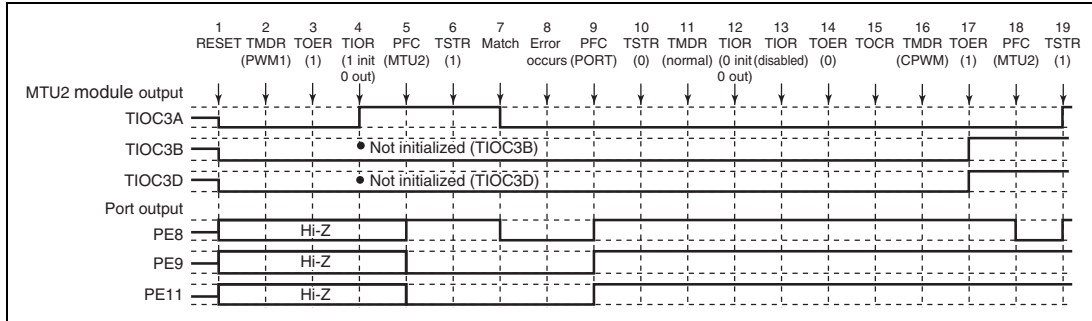 1 2 3 4 5 6 7 8 9 10 11 12 13 14 15 16 17 18 19
RESET TMDR TOER TIOR PFC TSTR Match Error PFC TSTR TMDR TIOR TIOR TOER TOCR TMDR TOER PFC TSTR
(PWM1) (1) (1 init (MTU2) (1) occurs (PORT) (0) (normal) (0 init (disabled) (0) (CPWM) (1) (MTU2) (1)
0 out) 0 out)
MTU2 module output
TIOC3A
TIOC3B • Not initialized (TIOC3B)
TIOC3D • Not initialized (TIOC3D)
Port output
PE8 Hi-Z
PE9 Hi-Z
PE11 Hi-Z